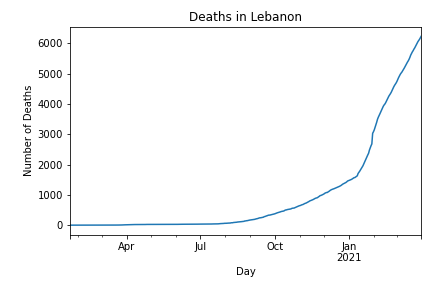 Deaths in Lebanon
6000
5000
4000
3000
2000
1000
0
Number of Deaths
Apr
Jul
Oct
Jan
2021
Day